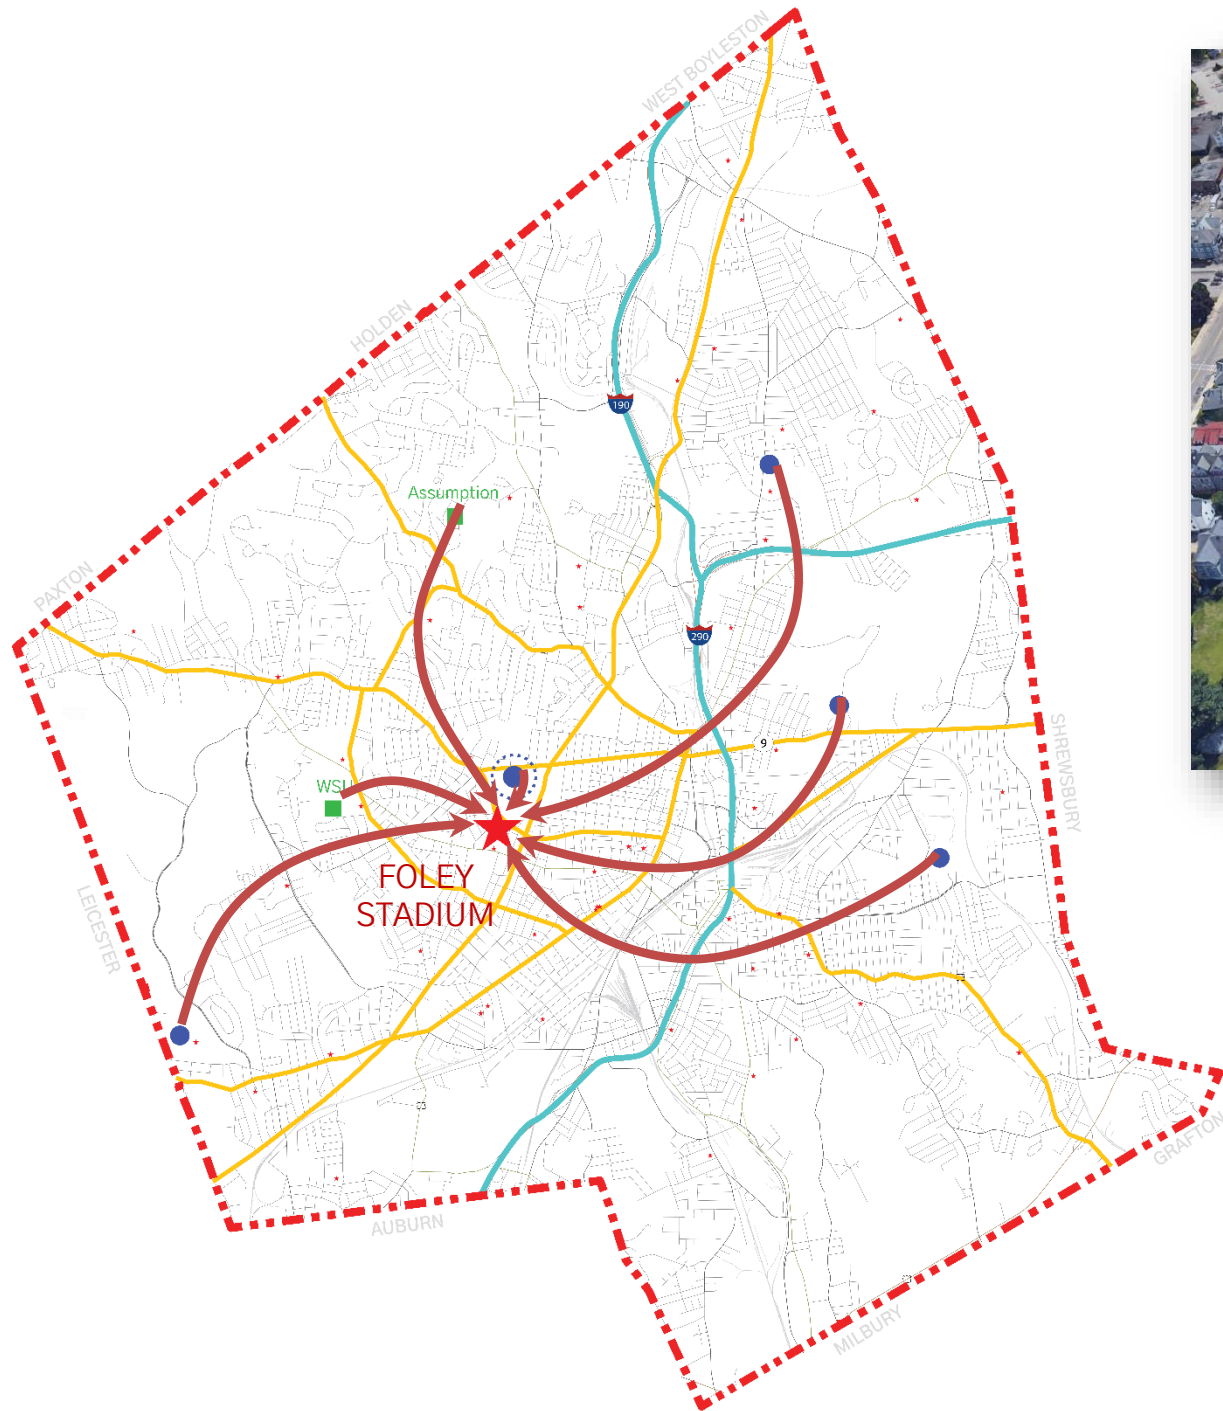 WEST BOYLESTON
HOLDEN
190
Assumption
PAXTON
290
SHREWSBURY
9
WSU
FOLEY
STADIUM
LEICESTER
GRAFTON
AUBURN
MILBURY